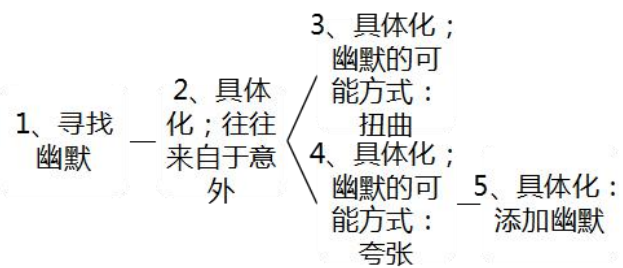 1、寻找
幽默
2、具体
化；往往
来自于意
外
3、具体化；
幽默的可
能方式：
扭曲
4、具体化；
幽默的可
能方式：
夸张
5、具体化：
添加幽默